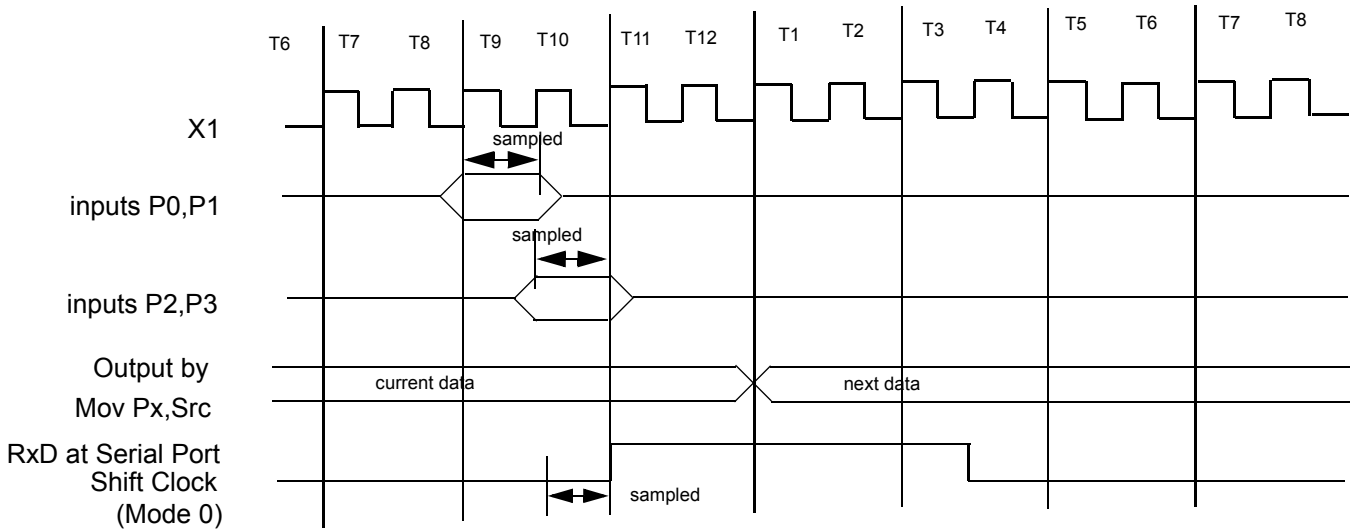 T6 T7 T8 T9 T10 T11 T12 T1 T2 T3 T4 T5 T6 T7 T8
X1
sampled
inputs P0,P1
sampled
inputs P2,P3
Output by
current data next data
Mov Px,Src
RxD at Serial Port
Shift Clock
sampled
(Mode 0)